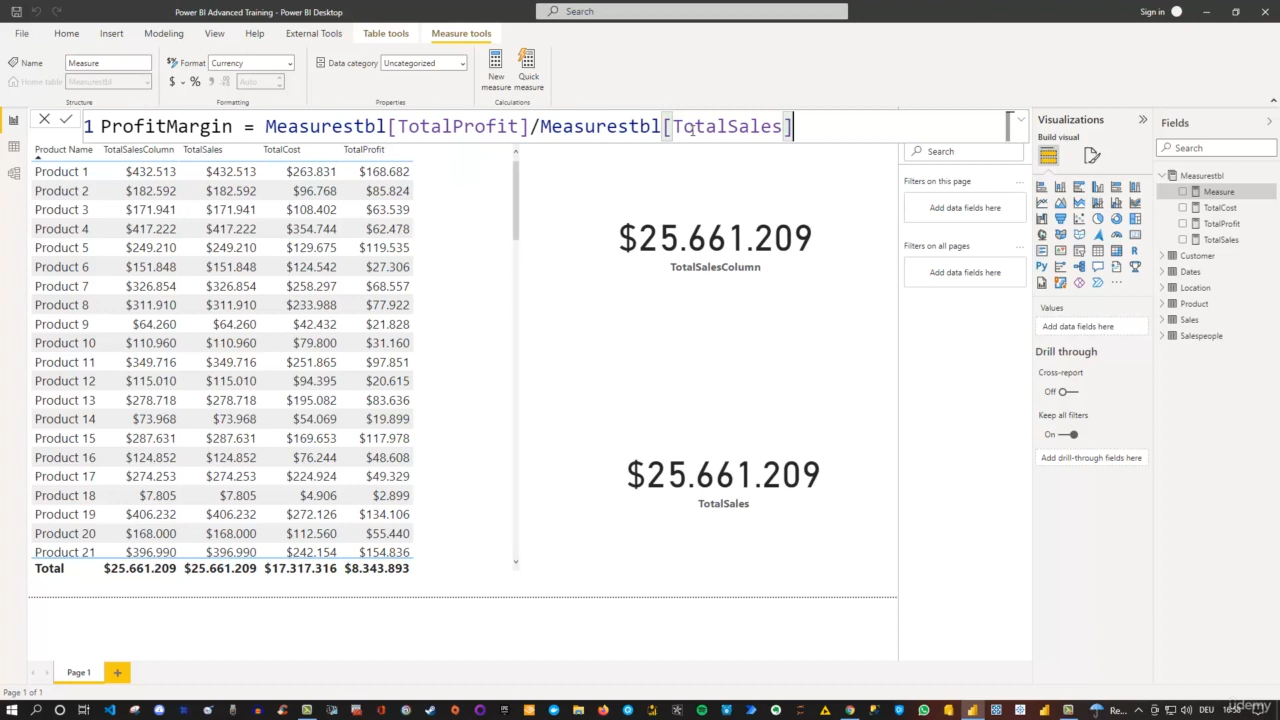 Power BI Advanced Training - Power BI Desktop
Search
Sign in
File
Home
Insert
Modeling
View
Help
External Tools
Table tools
Measure tools
Name
Measure
Home table
Measurestbl
Structure
Format
Currency
$
%
Auto
Formatting
Data category
Uncategorized
Properties
New measure
Quick measure
Calculations
1 ProfitMargin = Measurestbl[TotalProfit]/Measurestbl[TotalSales]
Product Name TotalSalesColumn TotalSales TotalCost TotalProfit
Product 1 $432.513 $432.513 $263.831 $168.682
Product 2 $182.592 $182.592 $96.768 $85.824
Product 3 $171.941 $171.941 $108.402 $63.539
Product 4 $417.222 $417.222 $354.744 $62.478
Product 5 $249.210 $249.210 $129.675 $119.535
Product 6 $151.848 $151.848 $124.542 $27.306
Product 7 $326.854 $326.854 $258.297 $68.557
Product 8 $311.910 $311.910 $233.988 $77.922
Product 9 $64.260 $64.260 $42.432 $21.828
Product 10 $110.960 $110.960 $79.800 $31.160
Product 11 $349.716 $349.716 $251.865 $97.851
Product 12 $115.010 $115.010 $94.395 $20.615
Product 13 $278.718 $278.718 $195.082 $83.636
Product 14 $73.968 $73.968 $54.069 $19.899
Product 15 $287.631 $287.631 $169.653 $117.978
Product 16 $124.852 $124.852 $76.244 $48.608
Product 17 $274.253 $274.253 $224.924 $49.329
Product 18 $7.805 $7.805 $4.906 $2.899
Product 19 $406.232 $406.232 $272.126 $134.106
Product 20 $168.000 $168.000 $112.560 $55.440
Product 21 $396.990 $396.990 $242.154 $154.836
Total $25.661.209 $25.661.209 $17.317.316 $8.343.893
$25.661.209
TotalSalesColumn
$25.661.209
TotalSales
Search
Filters on this page
Add data fields here
Filters on all pages
Add data fields here
Visualizations
Build visual
Values
Add data fields here
Drill through
Cross-report
Off
Keep all filters
On
Add drill-through fields here
Fields
Search
Measurestbl
Measure
TotalCost
TotalProfit
TotalSales
Customer
Dates
Location
Product
Sales
Salespeople
Page 1
Page 1 of 1
DEU
Udemy